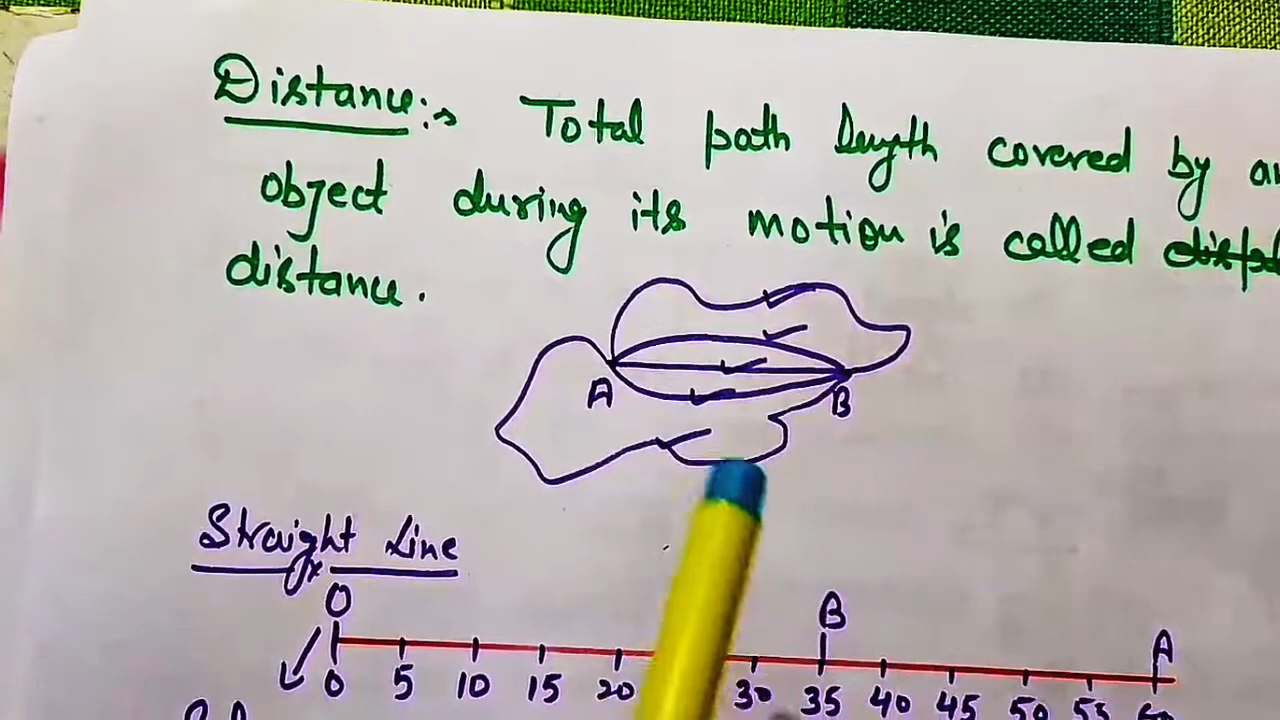 Distance:→ Total path length covered by an
object during its motion is called
distance.
A B
Straight Line
O B A
0 5 10 15 20 30 35 40 45 50 55 60